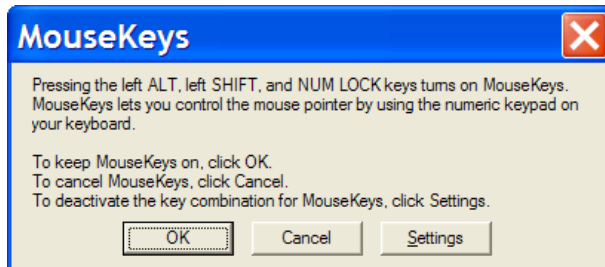 MouseKeys
Pressing the left ALT, left SHIFT, and NUM LOCK keys turns on MouseKeys.
MouseKeys lets you control the mouse pointer by using the numeric keypad on
your keyboard.
To keep MouseKeys on, click OK.
To cancel MouseKeys, click Cancel.
To deactivate the key combination for MouseKeys, click Settings.
OK Cancel Settings